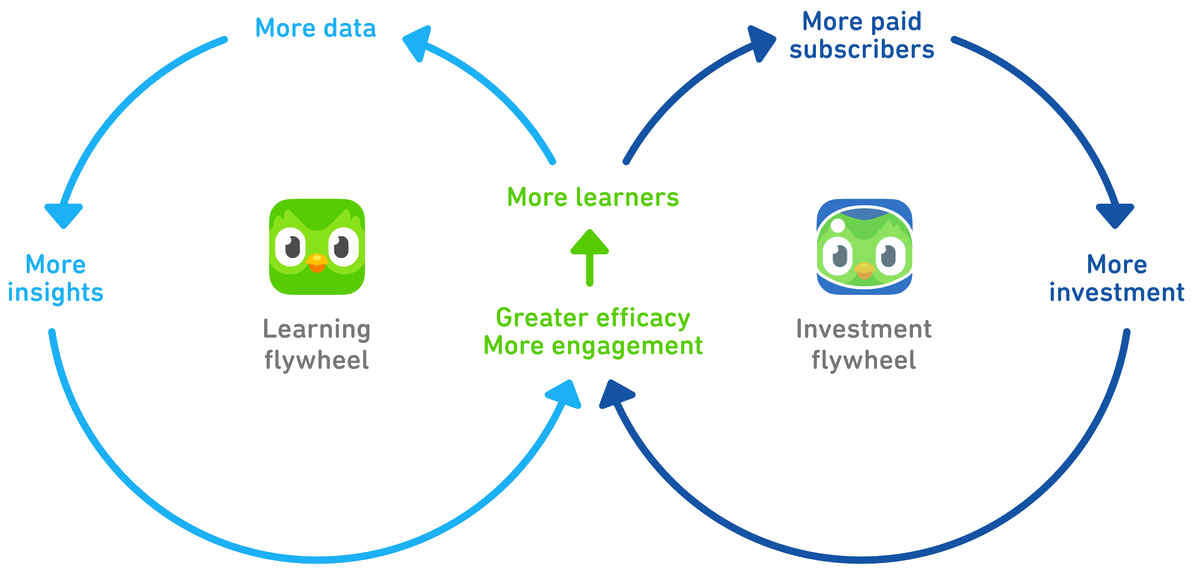 More data
More paid
subscribers
More learners
More
insights
More
investment
Greater efficacy
More engagement
Learning
flywheel
Investment
flywheel